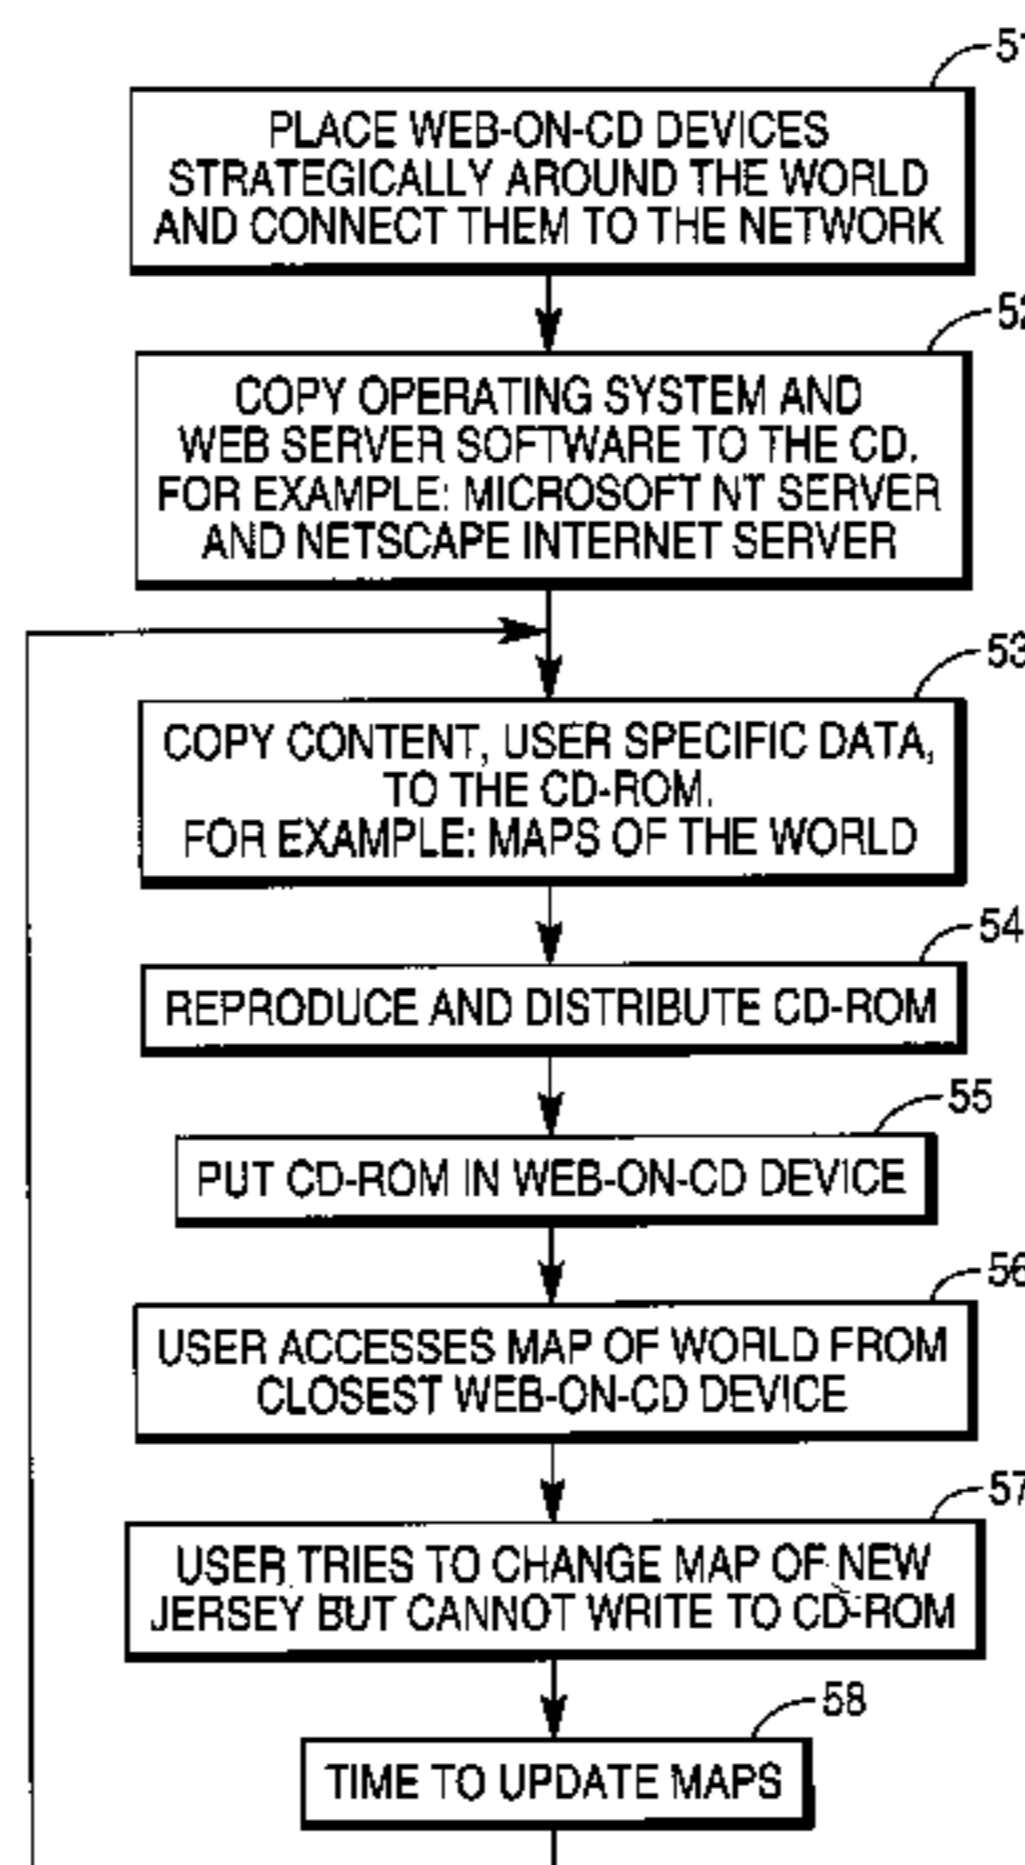 51
PLACE WEB-ON-CD DEVICES
STRATEGICALLY AROUND THE WORLD
AND CONNECT THEM TO THE NETWORK
52
COPY OPERATING SYSTEM AND
WEB SERVER SOFTWARE TO THE CD.
FOR EXAMPLE: MICROSOFT NT SERVER
AND NETSCAPE INTERNET SERVER
53
COPY CONTENT, USER SPECIFIC DATA,
TO THE CD-ROM.
FOR EXAMPLE: MAPS OF THE WORLD
54
REPRODUCE AND DISTRIBUTE CD-ROM
55
PUT CD-ROM IN WEB-ON-CD DEVICE
56
USER ACCESSES MAP OF WORLD FROM
CLOSEST WEB-ON-CD DEVICE
57
USER TRIES TO CHANGE MAP OF NEW
JERSEY BUT CANNOT WRITE TO CD-ROM
58
TIME TO UPDATE MAPS